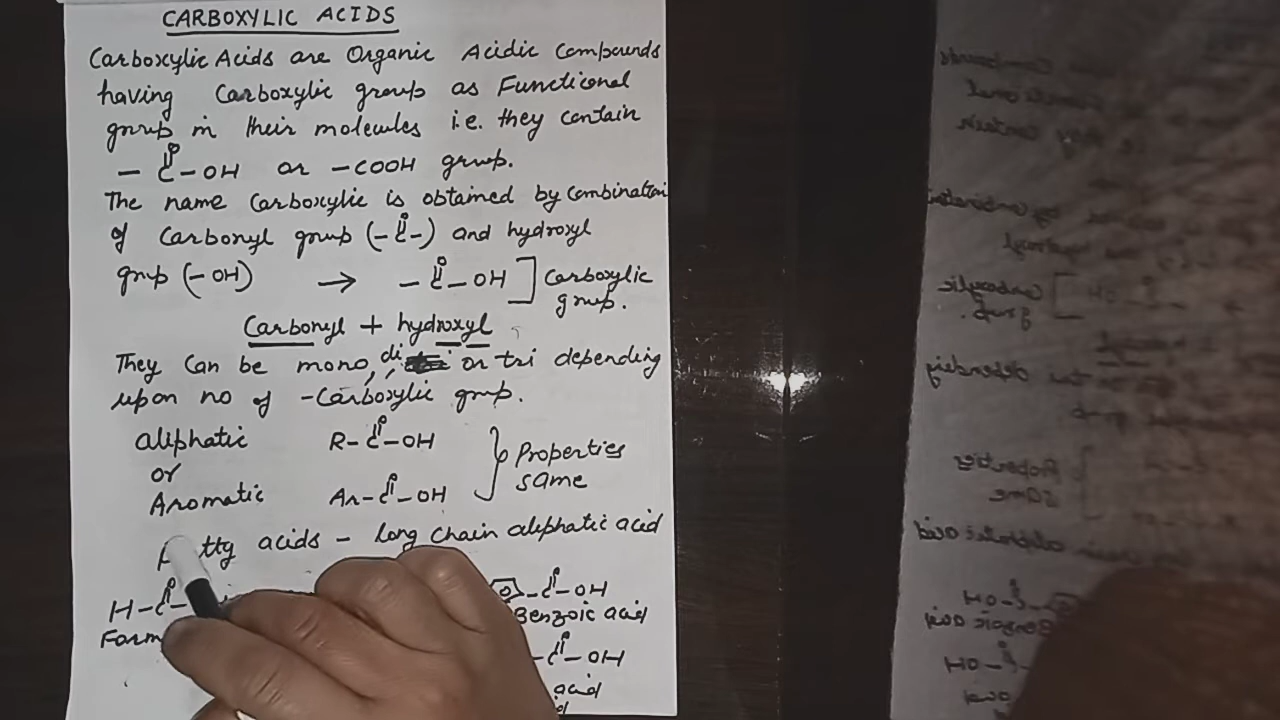 CARBOXYLIC ACIDS
Carboxylic Acids are Organic Acidic Compounds
having Carboxylic group as Functional
group in their molecules i.e. they contain
O
– C – OH or – COOH group.
The name Carboxylic is obtained by combination
O
of Carbonyl group (– C –) and hydroxyl
O
group (– OH) → – C – OH ] Carboxylic
group.
Carbonyl + hydroxyl
They can be mono, di, or tri depending
upon no of - Carboxylic group.
O
aliphatic R – C – OH
or } Properties
same
O
Aromatic Ar – C – OH
acids – long chain aliphatic acid
O O
H – C – – C – OH
Benzoic acid
O
– C – OH
acid